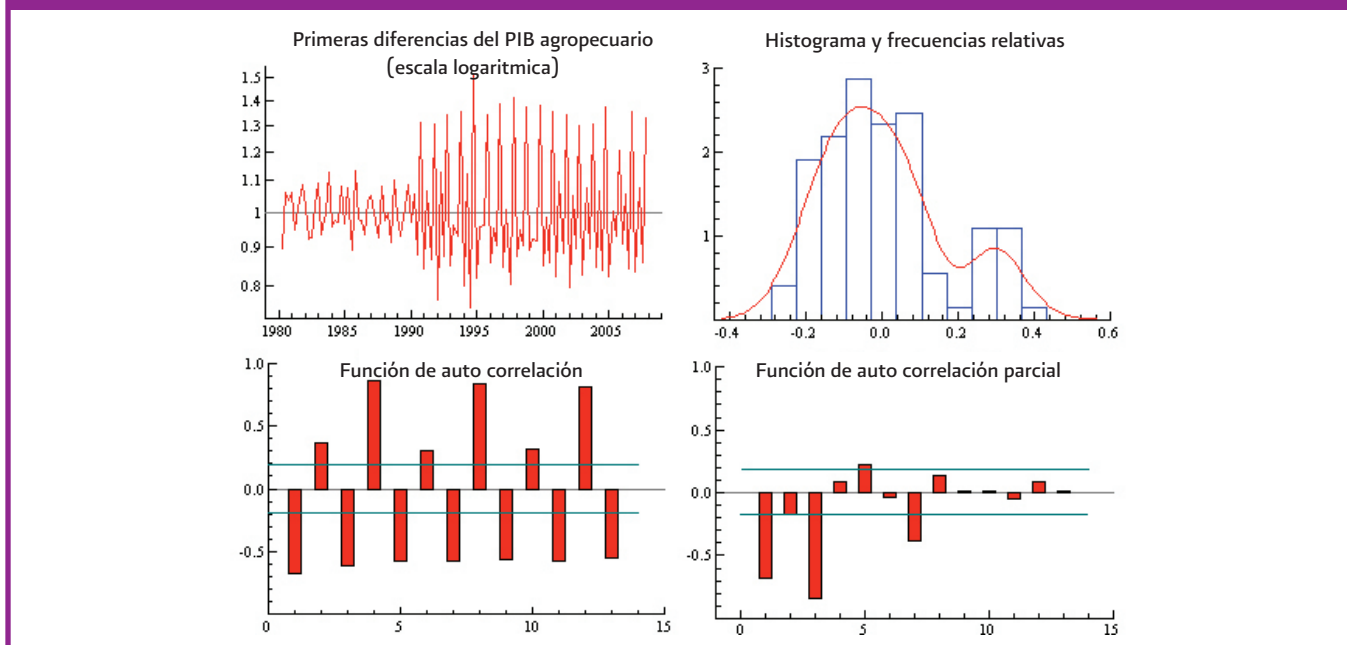 Primeras diferencias del PIB agropecuario
(escala logaritmica)
1.5
1.4
1.3
1.2
1.1
1
0.9
0.8
1980 1985 1990 1995 2000 2005
Histograma y frecuencias relativas
3
2
1
-0.4 -0.2 0.0 0.2 0.4 0.6
Función de auto correlación
1.0
0.5
0.0
-0.5
0 5 10 15
Función de auto correlación parcial
1.0
0.5
0.0
-0.5
0 5 10 15